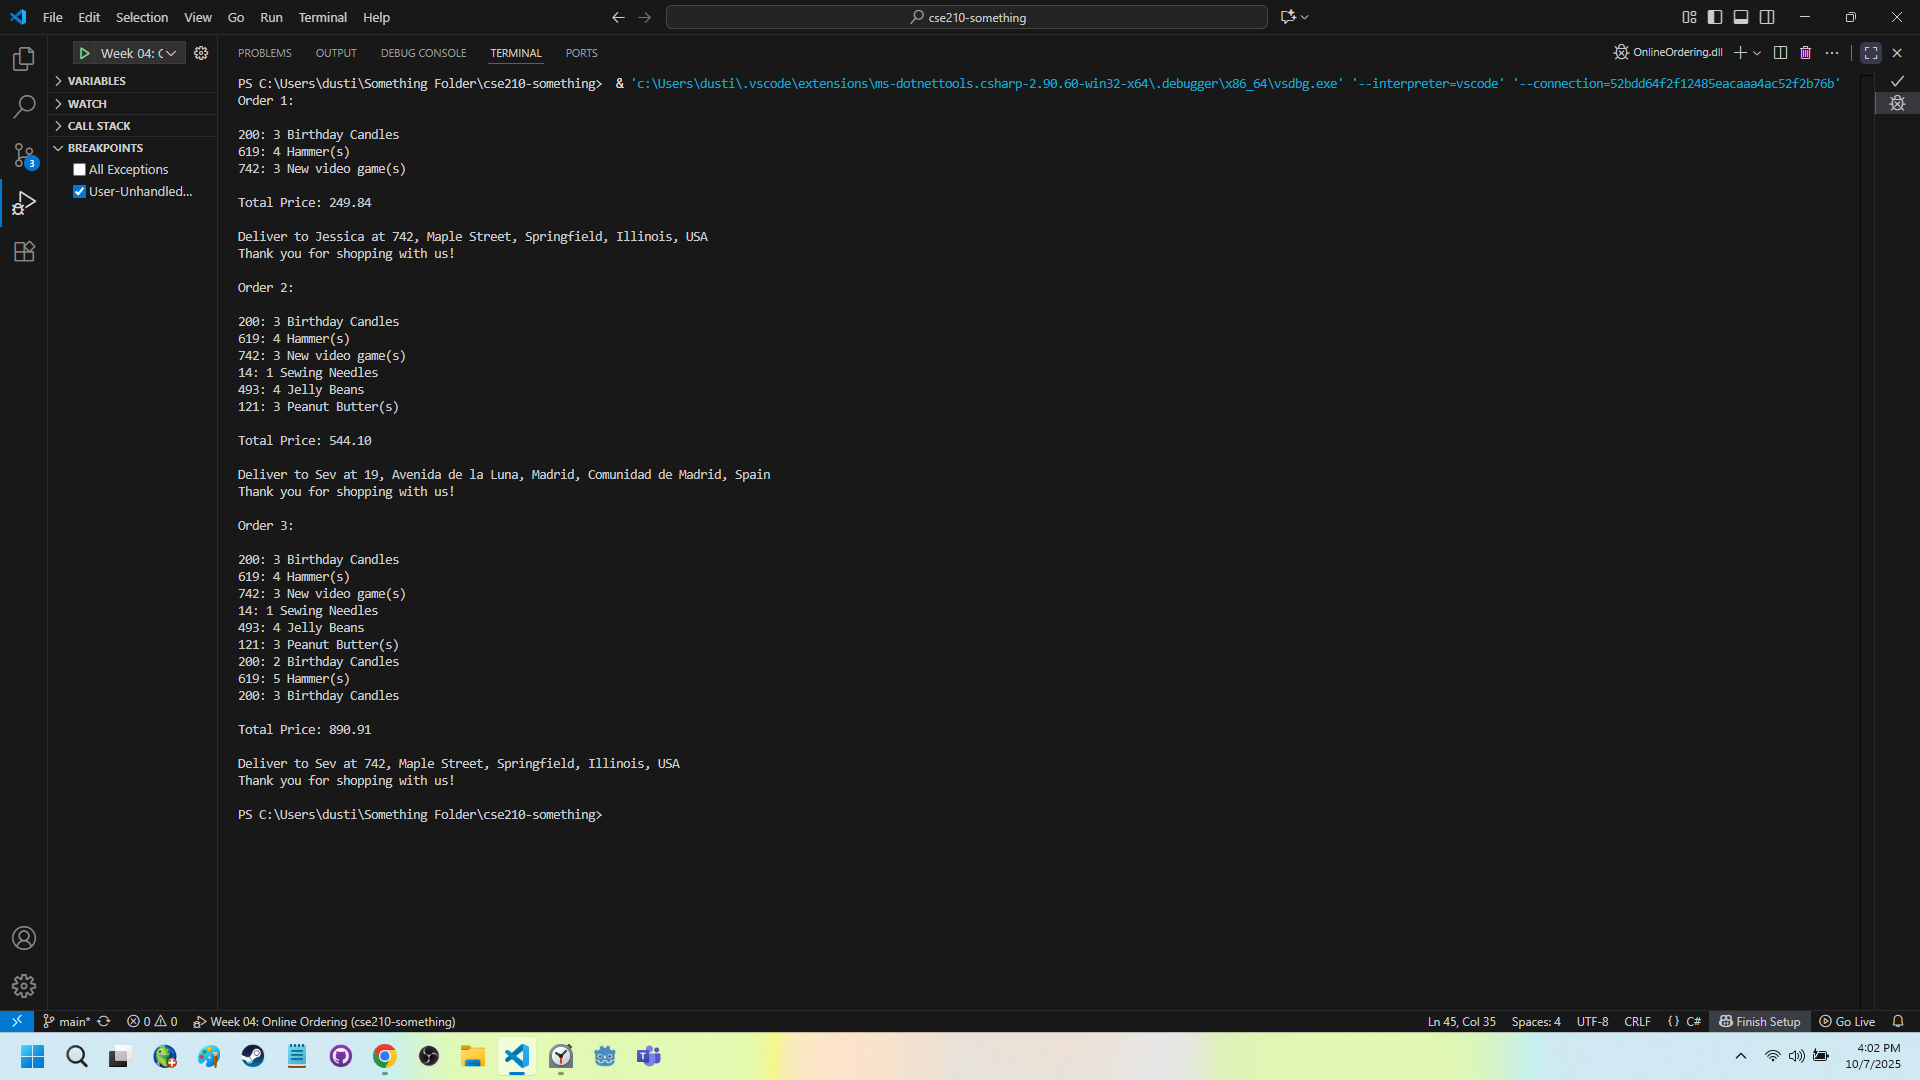 File Edit Selection View Go Run Terminal Help
cse210-something
Week 04: C
PROBLEMS OUTPUT DEBUG CONSOLE TERMINAL PORTS
OnlineOrdering.dll
VARIABLES
WATCH
CALL STACK
BREAKPOINTS
All Exceptions
User-Unhandled...
3
PS C:\Users\dusti\Something Folder\cse210-something>  & 'c:\Users\dusti\.vscode\extensions\ms-dotnettools.csharp-2.90.60-win32-x64\.debugger\x86_64\vsdbg.exe' '--interpreter=vscode' '--connection=52bdd64f2f12485eacaaa4ac52f2b76b'
Order 1:
200: 3 Birthday Candles
619: 4 Hammer(s)
742: 3 New video game(s)
Total Price: 249.84
Deliver to Jessica at 742, Maple Street, Springfield, Illinois, USA
Thank you for shopping with us!
Order 2:
200: 3 Birthday Candles
619: 4 Hammer(s)
742: 3 New video game(s)
14: 1 Sewing Needles
493: 4 Jelly Beans
121: 3 Peanut Butter(s)
Total Price: 544.10
Deliver to Sev at 19, Avenida de la Luna, Madrid, Comunidad de Madrid, Spain
Thank you for shopping with us!
Order 3:
200: 3 Birthday Candles
619: 4 Hammer(s)
742: 3 New video game(s)
14: 1 Sewing Needles
493: 4 Jelly Beans
121: 3 Peanut Butter(s)
200: 2 Birthday Candles
619: 5 Hammer(s)
200: 3 Birthday Candles
Total Price: 890.91
Deliver to Sev at 742, Maple Street, Springfield, Illinois, USA
Thank you for shopping with us!
PS C:\Users\dusti\Something Folder\cse210-something>
main* 0 0 Week 04: Online Ordering (cse210-something) Ln 45, Col 35 Spaces: 4 UTF-8 CRLF {} C# Finish Setup Go Live
4:02 PM
10/7/2025